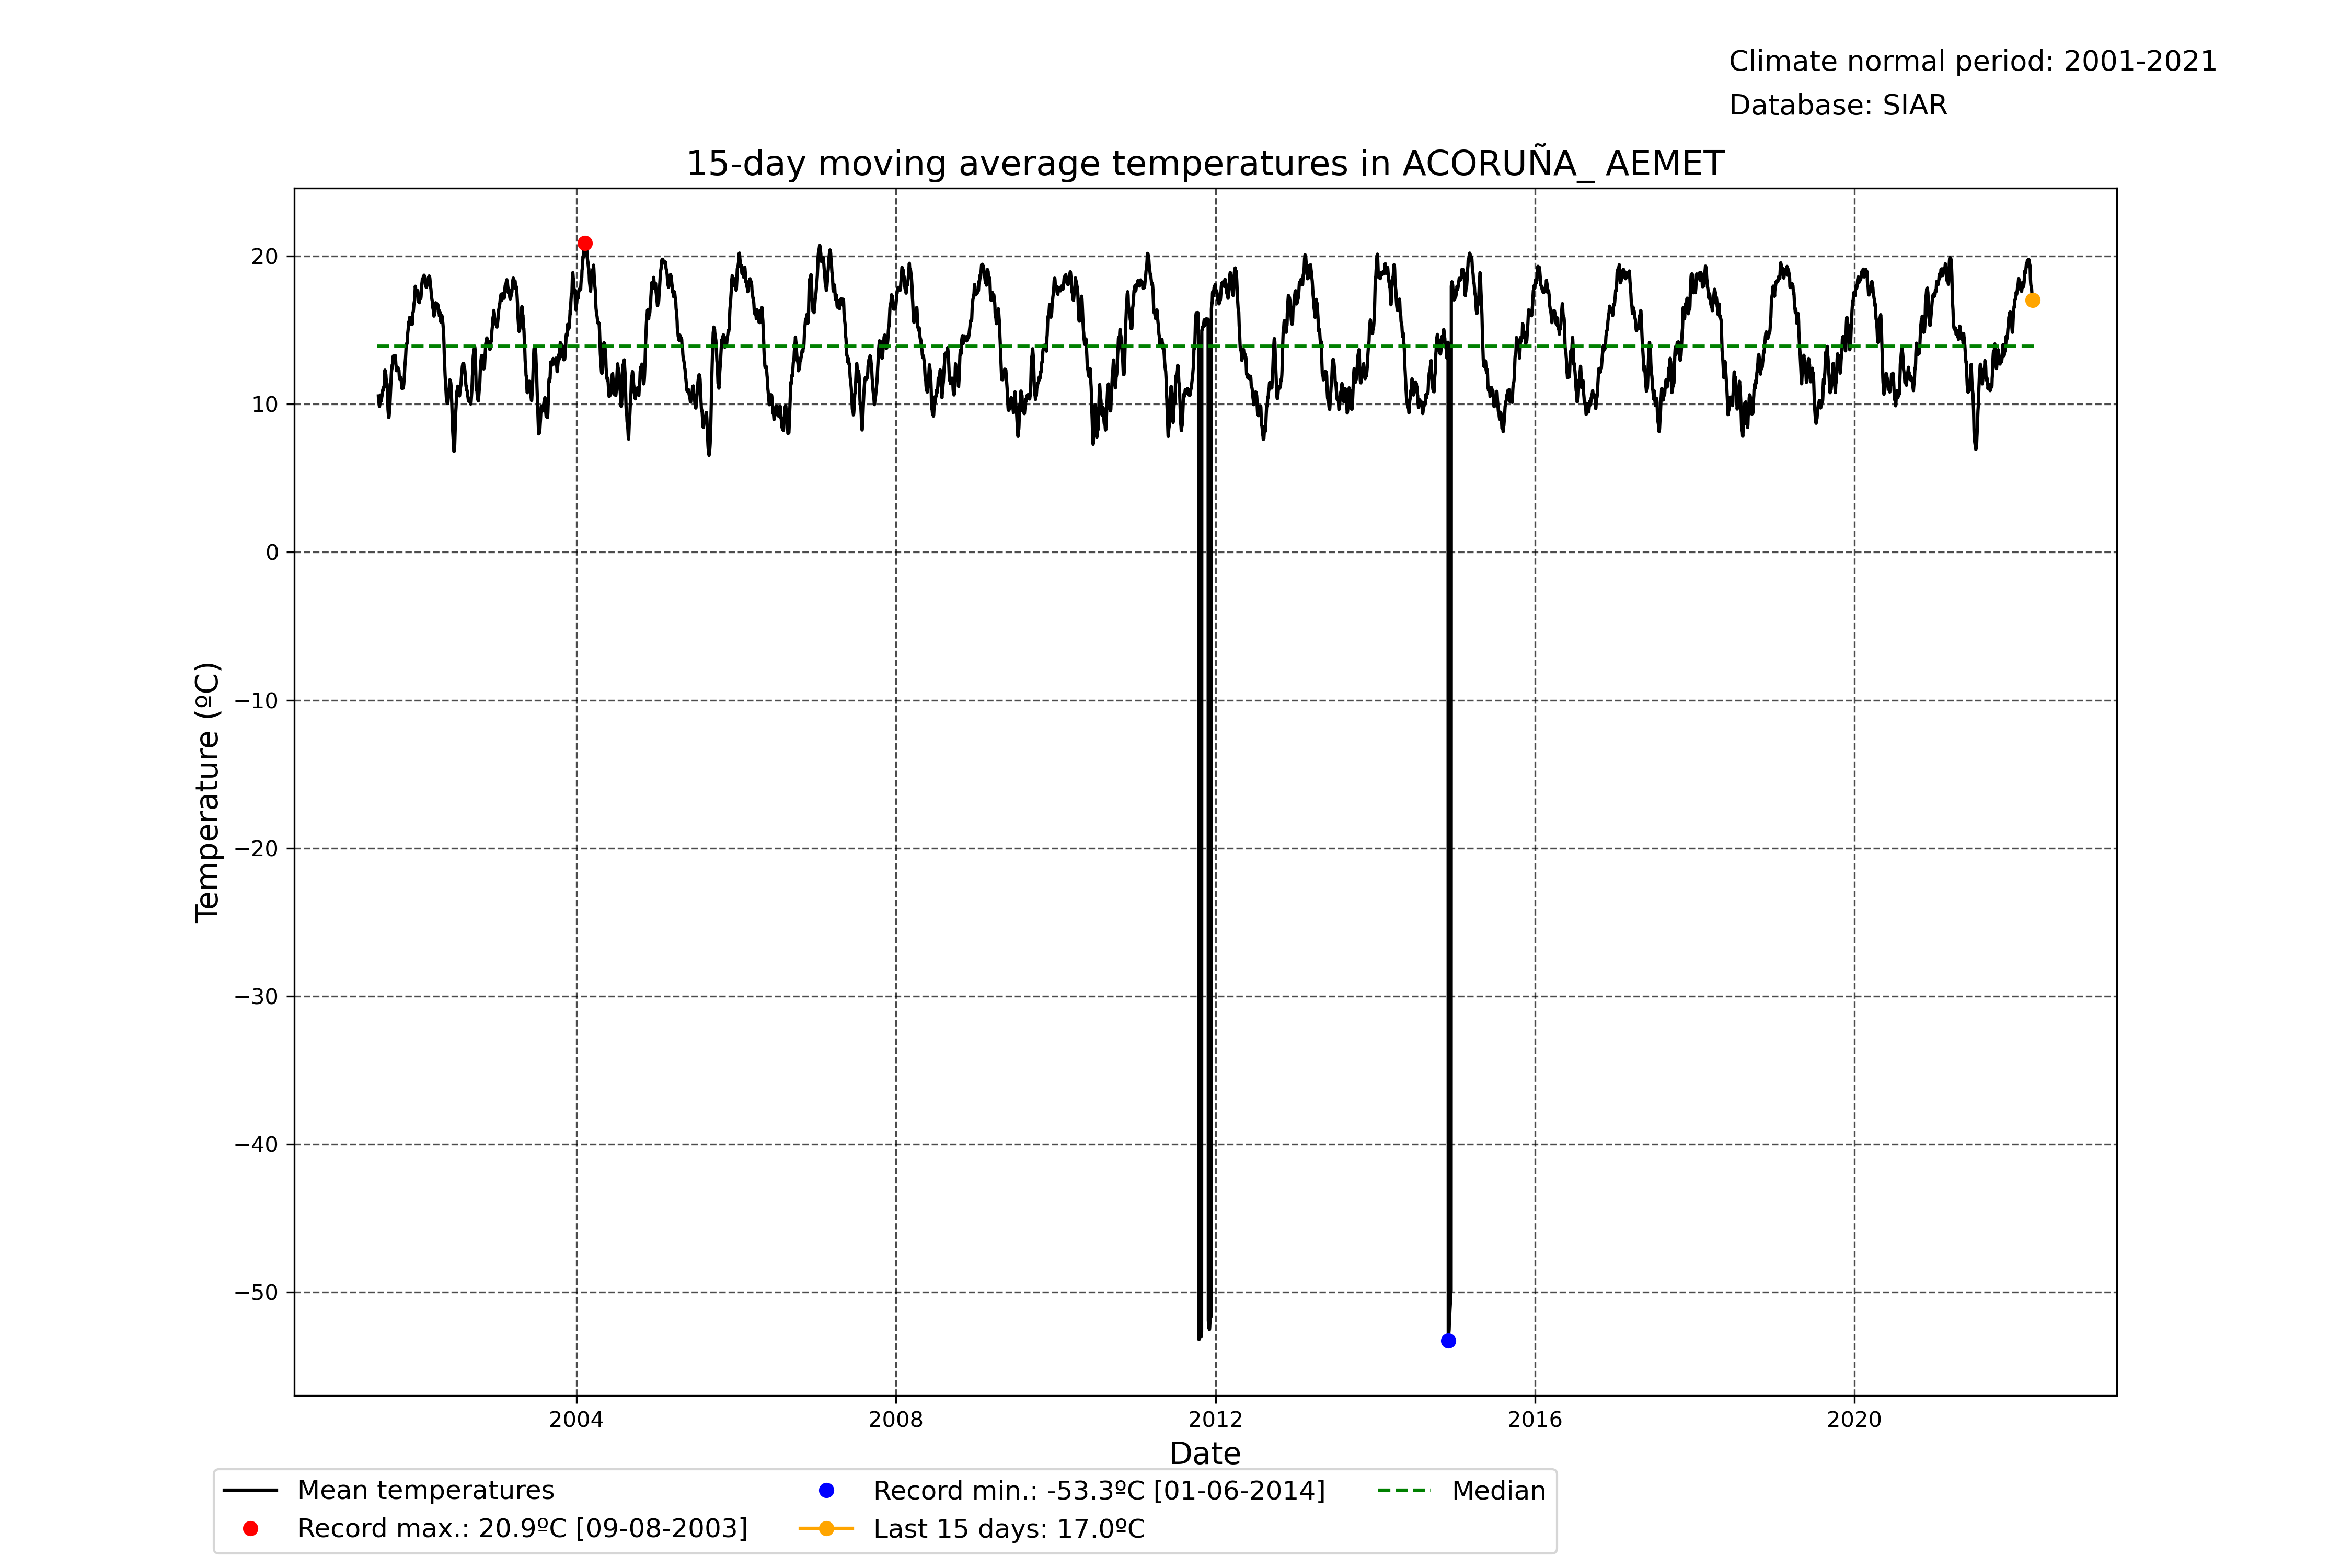 Climate normal period: 2001-2021
Database: SIAR
15-day moving average temperatures in ACORUÑA_ AEMET
Temperature (ºC)
20
10
0
−10
−20
−30
−40
−50
2004 2008 2012 2016 2020
Date
Mean temperatures
Record max.: 20.9ºC [09-08-2003]
Record min.: -53.3ºC [01-06-2014]
Last 15 days: 17.0ºC
Median